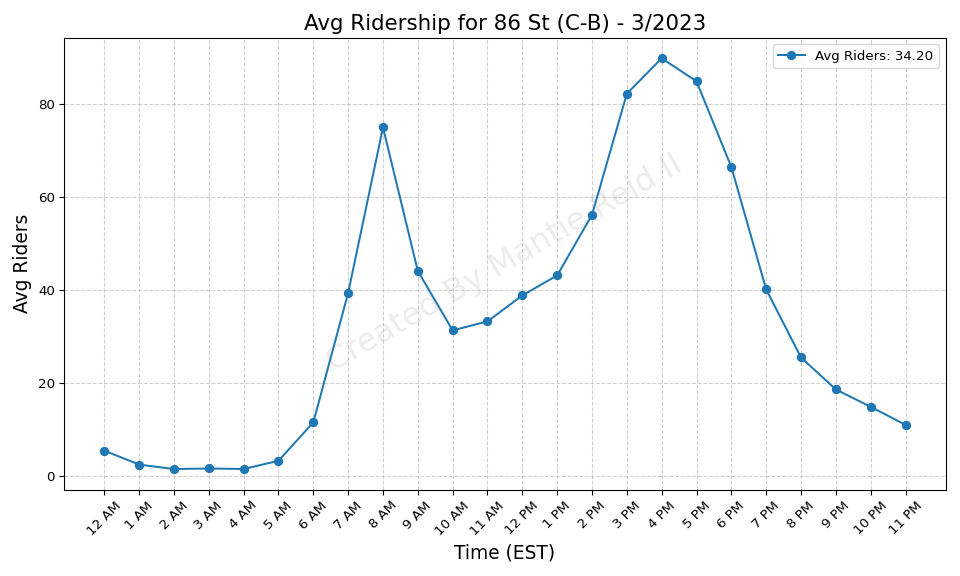 Avg Ridership for 86 St (C-B) - 3/2023
Avg Riders: 34.20
Avg Riders
80
60
40
20
0
Created By Mantie Reid II
12 AM
1 AM
2 AM
3 AM
4 AM
5 AM
6 AM
7 AM
8 AM
9 AM
10 AM
11 AM
12 PM
1 PM
2 PM
3 PM
4 PM
5 PM
6 PM
7 PM
8 PM
9 PM
10 PM
11 PM
Time (EST)